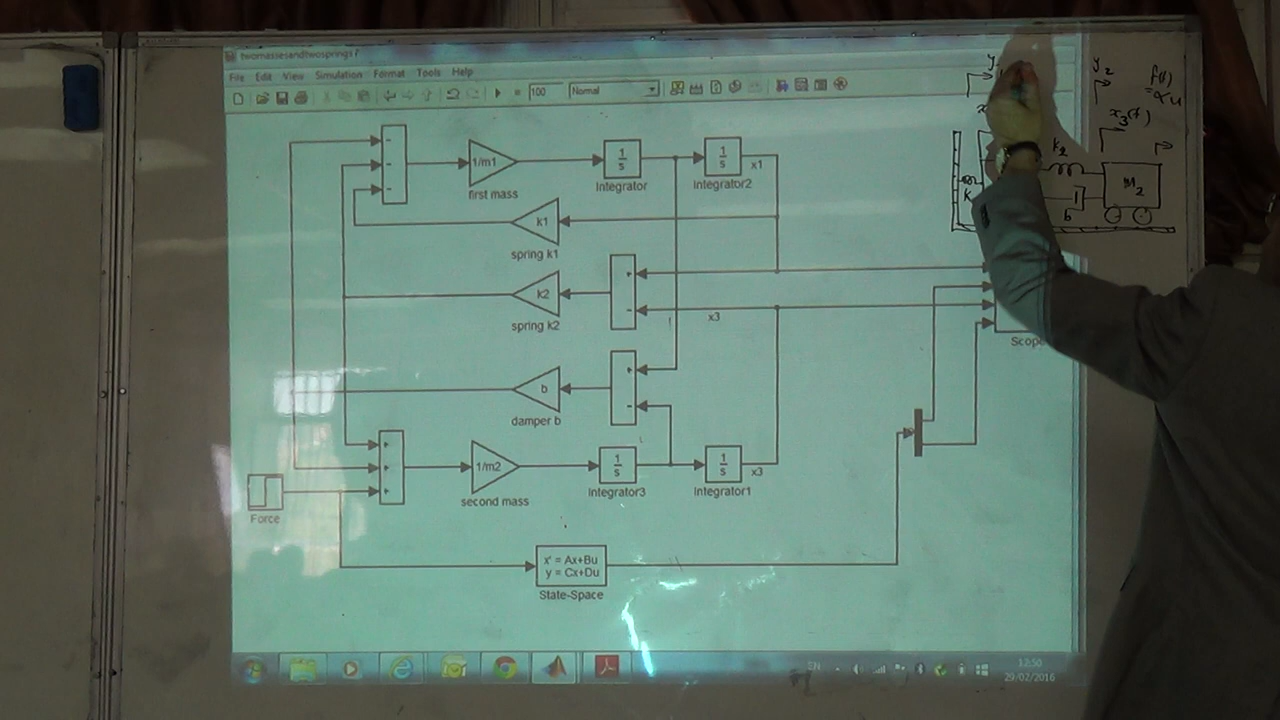 twomassesandtwosprings
File Edit View Simulation Format Tools Help
100 Normal
1/m1
first mass
1
s
Integrator
1
s
Integrator2
x1
k1
spring k1
k2
spring k2
x3
b
damper b
1/m2
second mass
1
s
Integrator3
1
s
Integrator1
x3
Force
x' = Ax+Bu
y = Cx+Du
State-Space
Scope
y2
f(t)
x3(t)
k2
M2
b
K
EN
12:50
29/02/2016